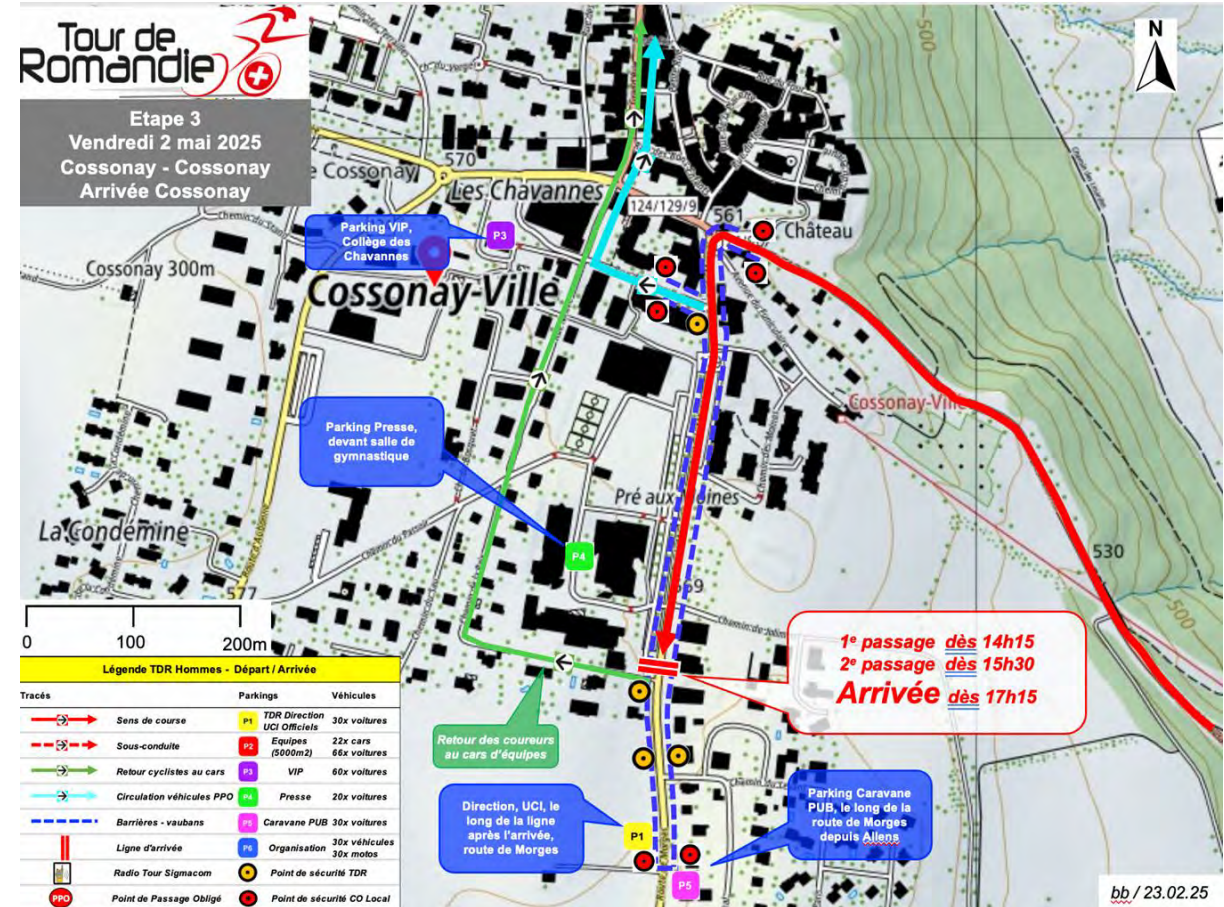 Tour de
Romandie
Etape 3
Vendredi 2 mai 2025
Cossonay - Cossonay
Arrivée Cossonay
N
500
570
Cossonay
Les Chavannes
124/129/9
561
Château
Parking VIP,
Collège des
Chavannes
P3
Cossonay 300m
Cossonay-Ville
Cossonay-Ville
Parking Presse,
devant salle de
gymnastique
Pré aux Moines
La Condemine
P4
Chemin du Passoir
530
500
577
0 100 200m
1e passage dès 14h15
2e passage dès 15h30
Arrivée dès 17h15
Retour des coureurs
au cars d'équipes
Direction, UCI, le
long de la ligne
après l'arrivée,
route de Morges
P1
Parking Caravane
PUB, le long de la
route de Morges
depuis Allens
P5
Légende TDR Hommes - Départ / Arrivée
Tracés Parkings Véhicules
Sens de course P1 TDR Direction UCI Officiels 30x voitures
Sous-conduite P2 Equipes (5000m2) 22x cars 66x voitures
Retour cyclistes au cars P3 VIP 60x voitures
Circulation véhicules PPO P4 Presse 20x voitures
Barrières - vaubans P5 Caravane PUB 30x voitures
Ligne d'arrivée P6 Organisation 30x véhicules 30x motos
Radio Tour Sigmacom Point de sécurité TDR
PPO Point de Passage Obligé Point de sécurité CO Local
bb / 23.02.25